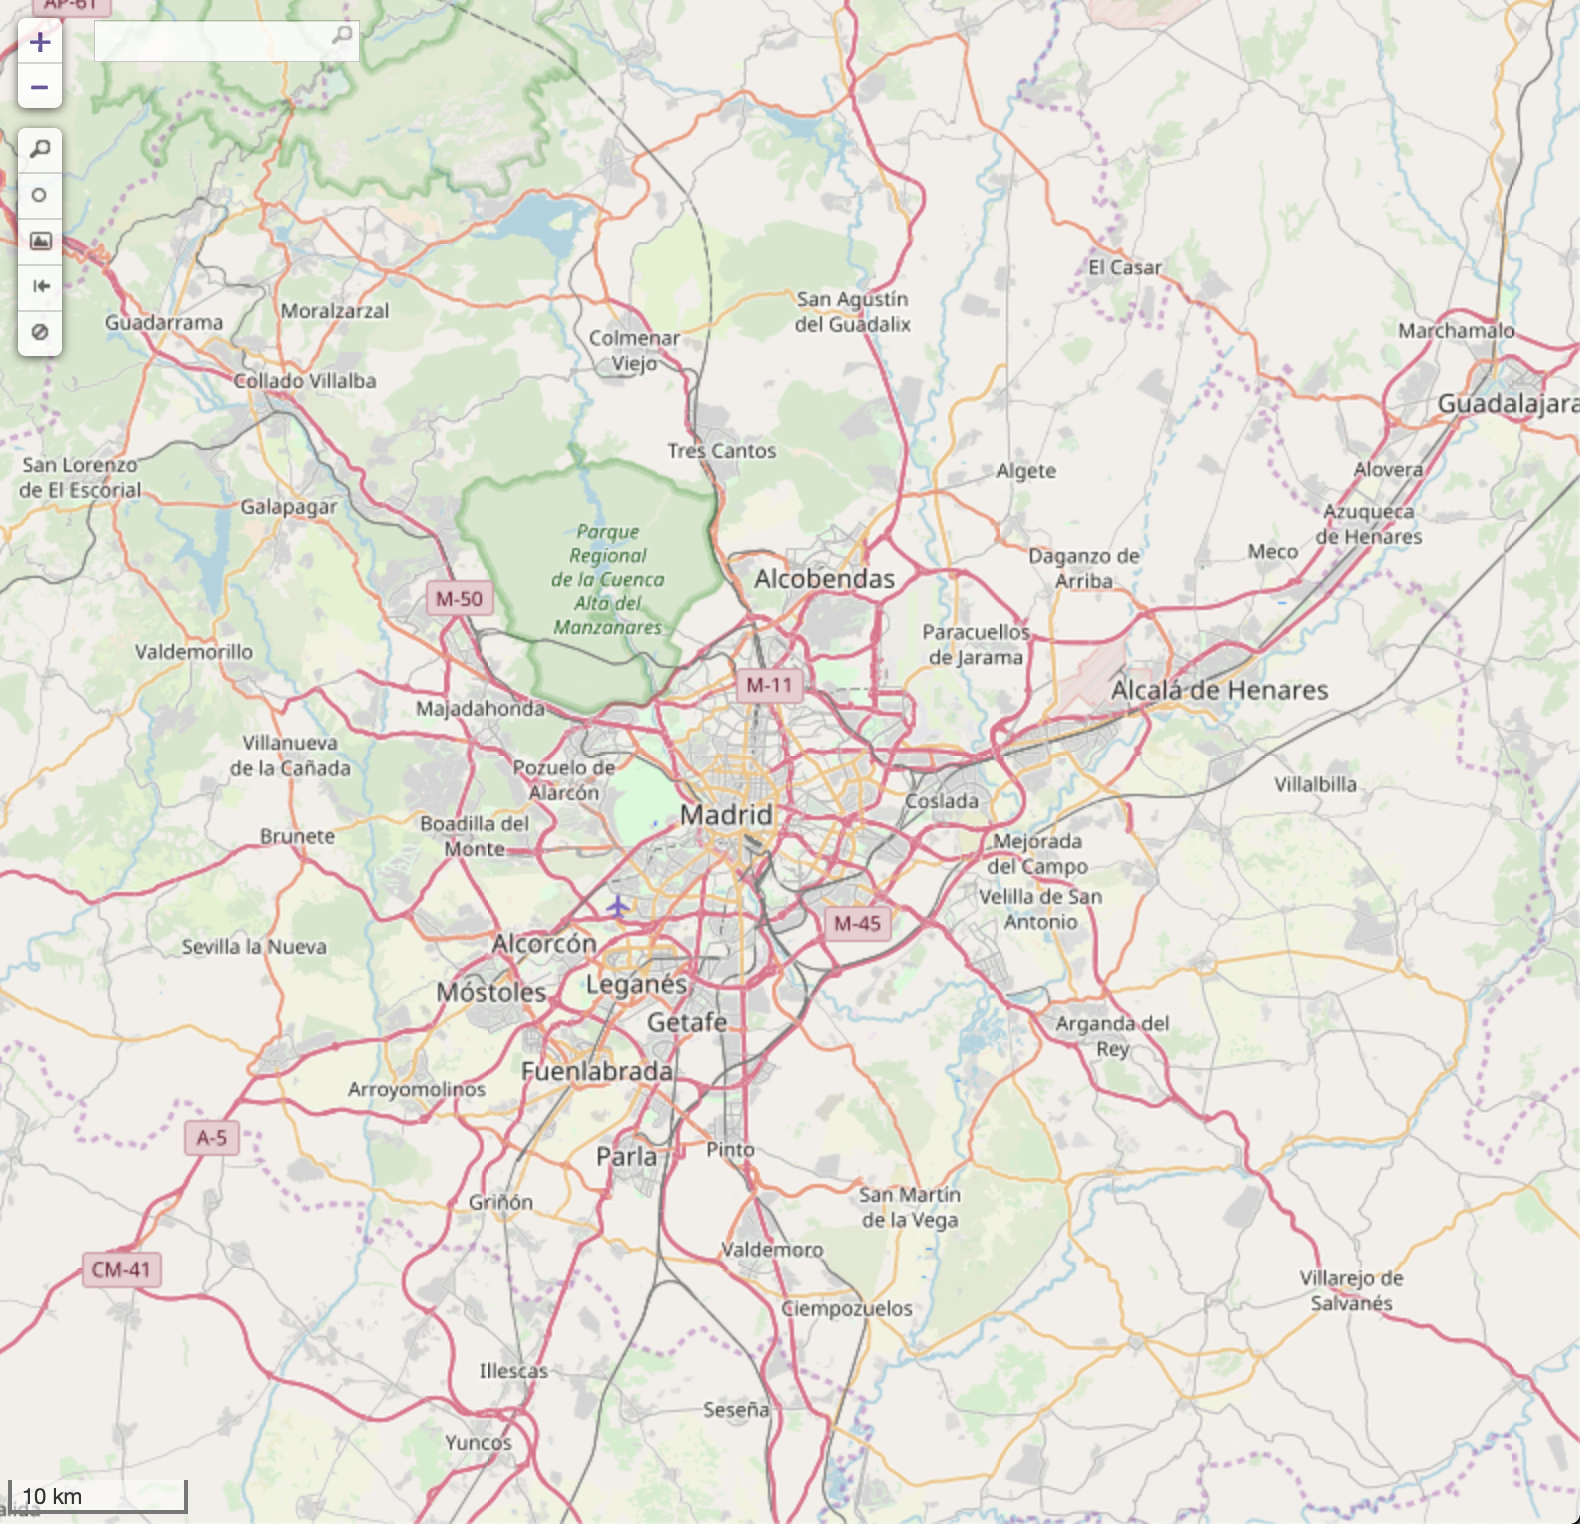 AP-61
El Casar
San Agustín
del Guadalix
Moralzarzal
Guadarrama
Marchamalo
Colmenar
Viejo
Collado Villalba
Guadalajara
Tres Cantos
San Lorenzo
de El Escorial
Algete
Alovera
Galapagar
Azuqueca
de Henares
Parque
Regional
de la Cuenca
Alta del
Manzanares
Meco
Daganzo de
Arriba
Alcobendas
M-50
Paracuellos
de Jarama
Valdemorillo
M-11
Alcalá de Henares
Majadahonda
Villanueva
de la Cañada
Pozuelo de
Alarcón
Villalbilla
Coslada
Madrid
Boadilla del
Monte
Brunete
Mejorada
del Campo
Velilla de San
Antonio
M-45
Alcorcón
Sevilla la Nueva
Leganés
Móstoles
Getafe
Arganda del
Rey
Fuenlabrada
Arroyomolinos
A-5
Pinto
Parla
Griñón
San Martín
de la Vega
Valdemoro
CM-41
Villarejo de
Salvanés
Ciempozuelos
Illescas
Seseña
Yuncos
10 km